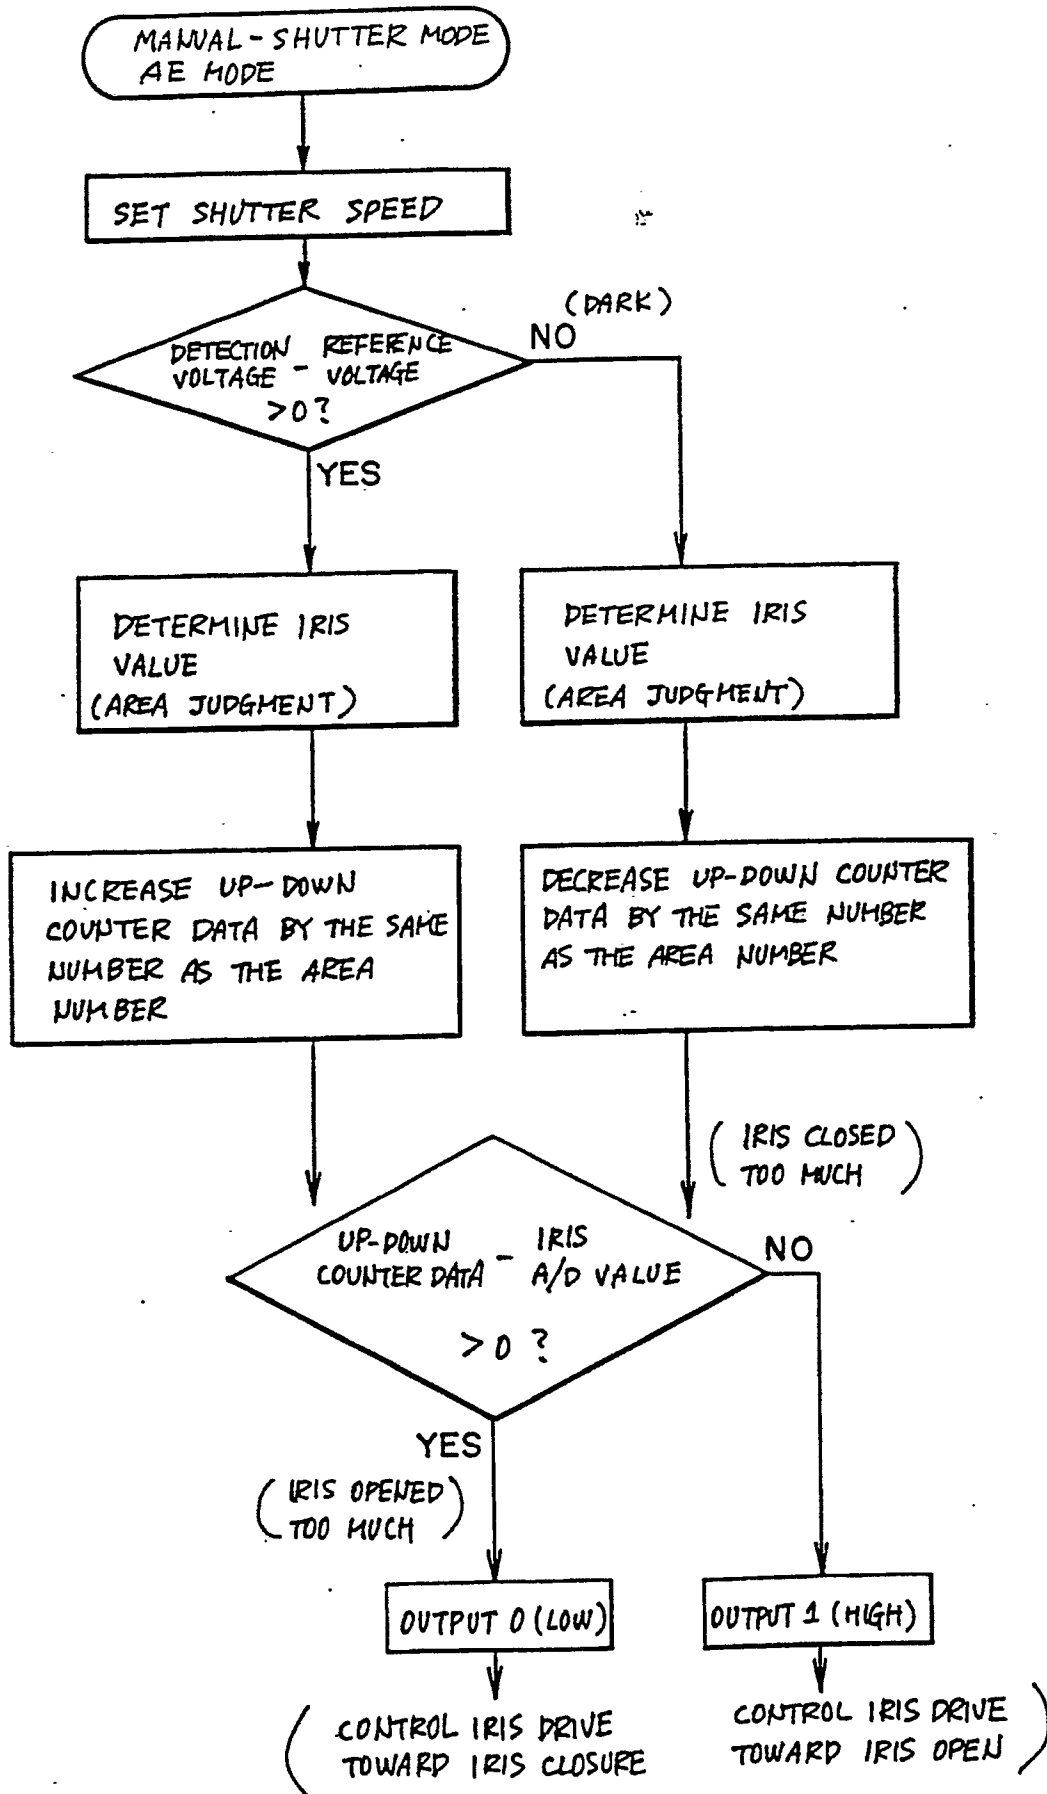 MANUAL-SHUTTER MODE
AE MODE
SET SHUTTER SPEED
(DARK)
NO
DETECTION - REFERENCE
VOLTAGE VOLTAGE
>0?
YES
DETERMINE IRIS
VALUE
(AREA JUDGMENT)
DETERMINE IRIS
VALUE
(AREA JUDGMENT)
INCREASE UP-DOWN
COUNTER DATA BY THE SAME
NUMBER AS THE AREA
NUMBER
DECREASE UP-DOWN COUNTER
DATA BY THE SAME NUMBER
AS THE AREA NUMBER
(IRIS CLOSED
TOO MUCH)
UP-DOWN - IRIS
COUNTER DATA A/D VALUE
>0?
NO
YES
(IRIS OPENED
TOO MUCH)
OUTPUT 0 (LOW)
OUTPUT 1 (HIGH)
(CONTROL IRIS DRIVE
TOWARD IRIS CLOSURE
CONTROL IRIS DRIVE
TOWARD IRIS OPEN)